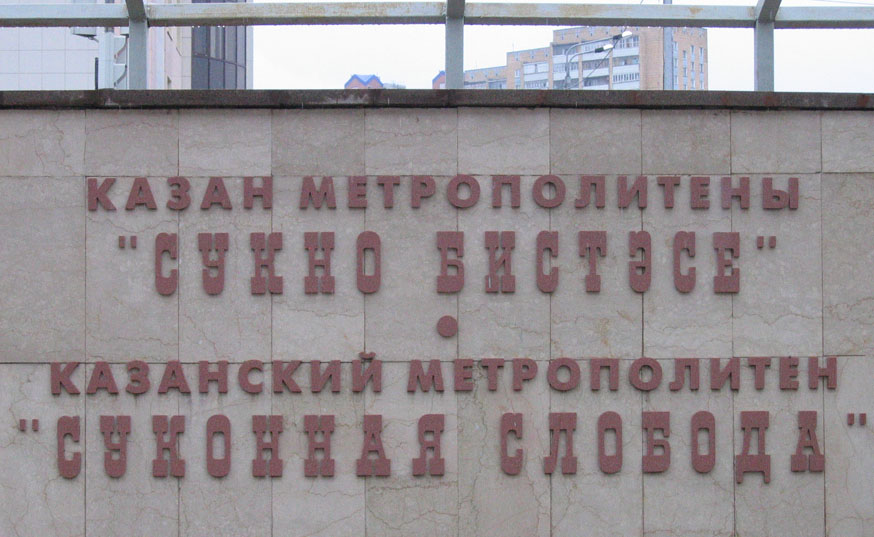 КАЗАН МЕТРОПОЛИТЕНЫ
"СУКНО БИСТЭСЕ"
•
КАЗАНСКИЙ МЕТРОПОЛИТЕН
"СУКОННАЯ СЛОБОДА"